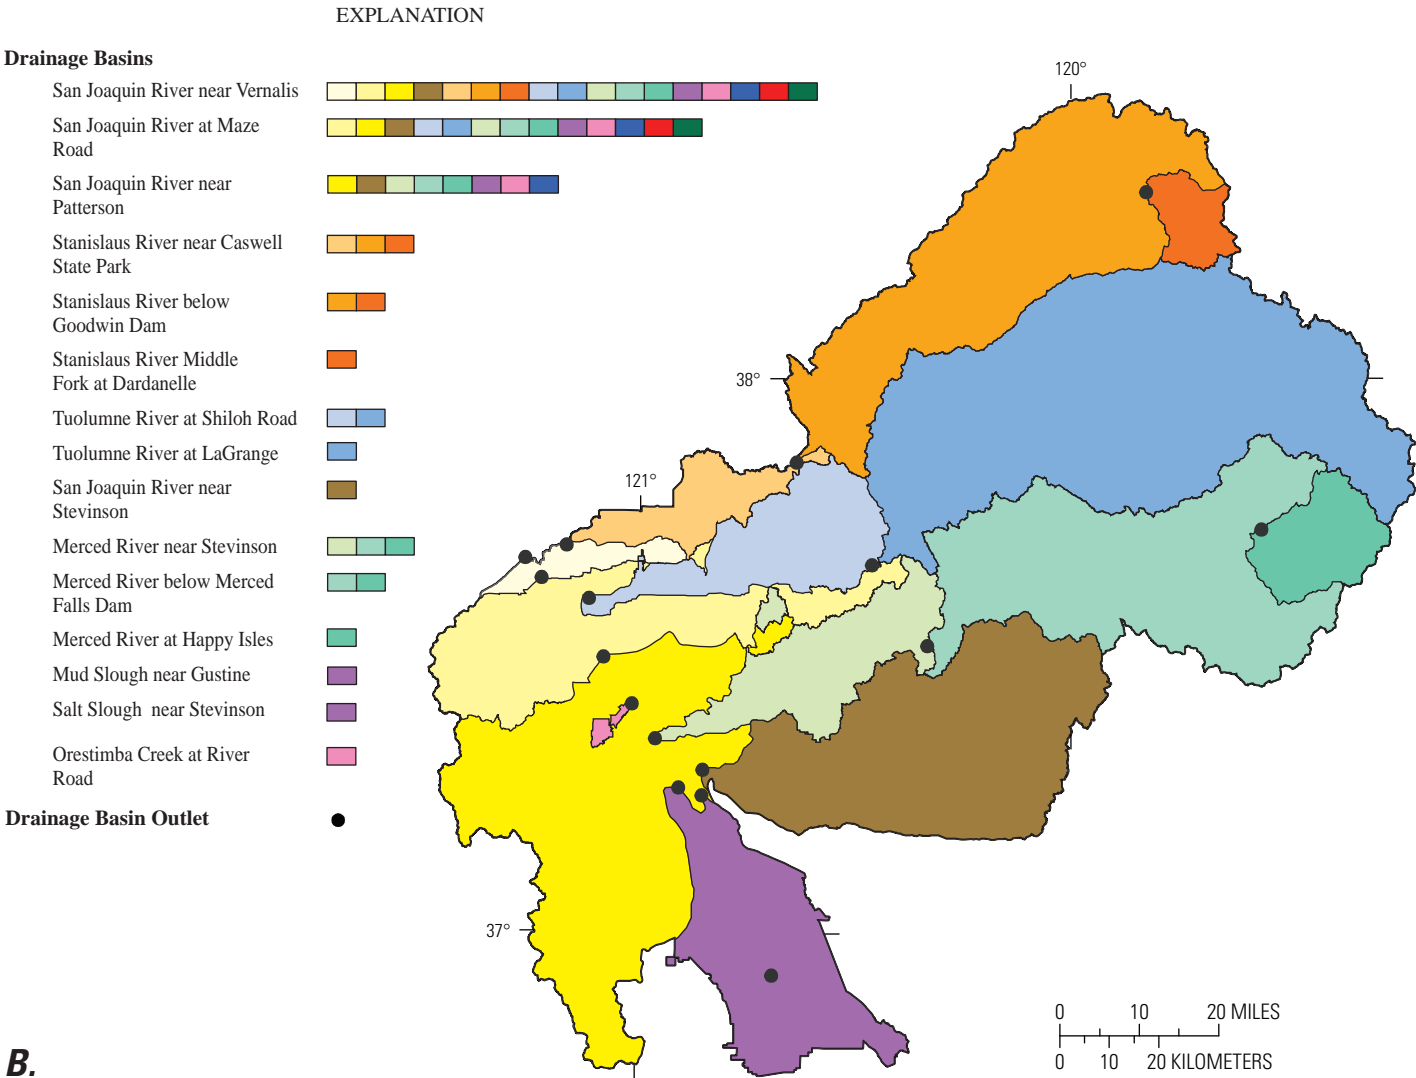 EXPLANATION
Drainage Basins
San Joaquin River near Vernalis
San Joaquin River at Maze
Road
San Joaquin River near
Patterson
Stanislaus River near Caswell
State Park
Stanislaus River below
Goodwin Dam
Stanislaus River Middle
Fork at Dardanelle
Tuolumne River at Shiloh Road
Tuolumne River at LaGrange
San Joaquin River near
Stevinson
Merced River near Stevinson
Merced River below Merced
Falls Dam
Merced River at Happy Isles
Mud Slough near Gustine
Salt Slough near Stevinson
Orestimba Creek at River
Road
Drainage Basin Outlet
120°
38°
121°
37°
0 10 20 MILES
0 10 20 KILOMETERS
B.